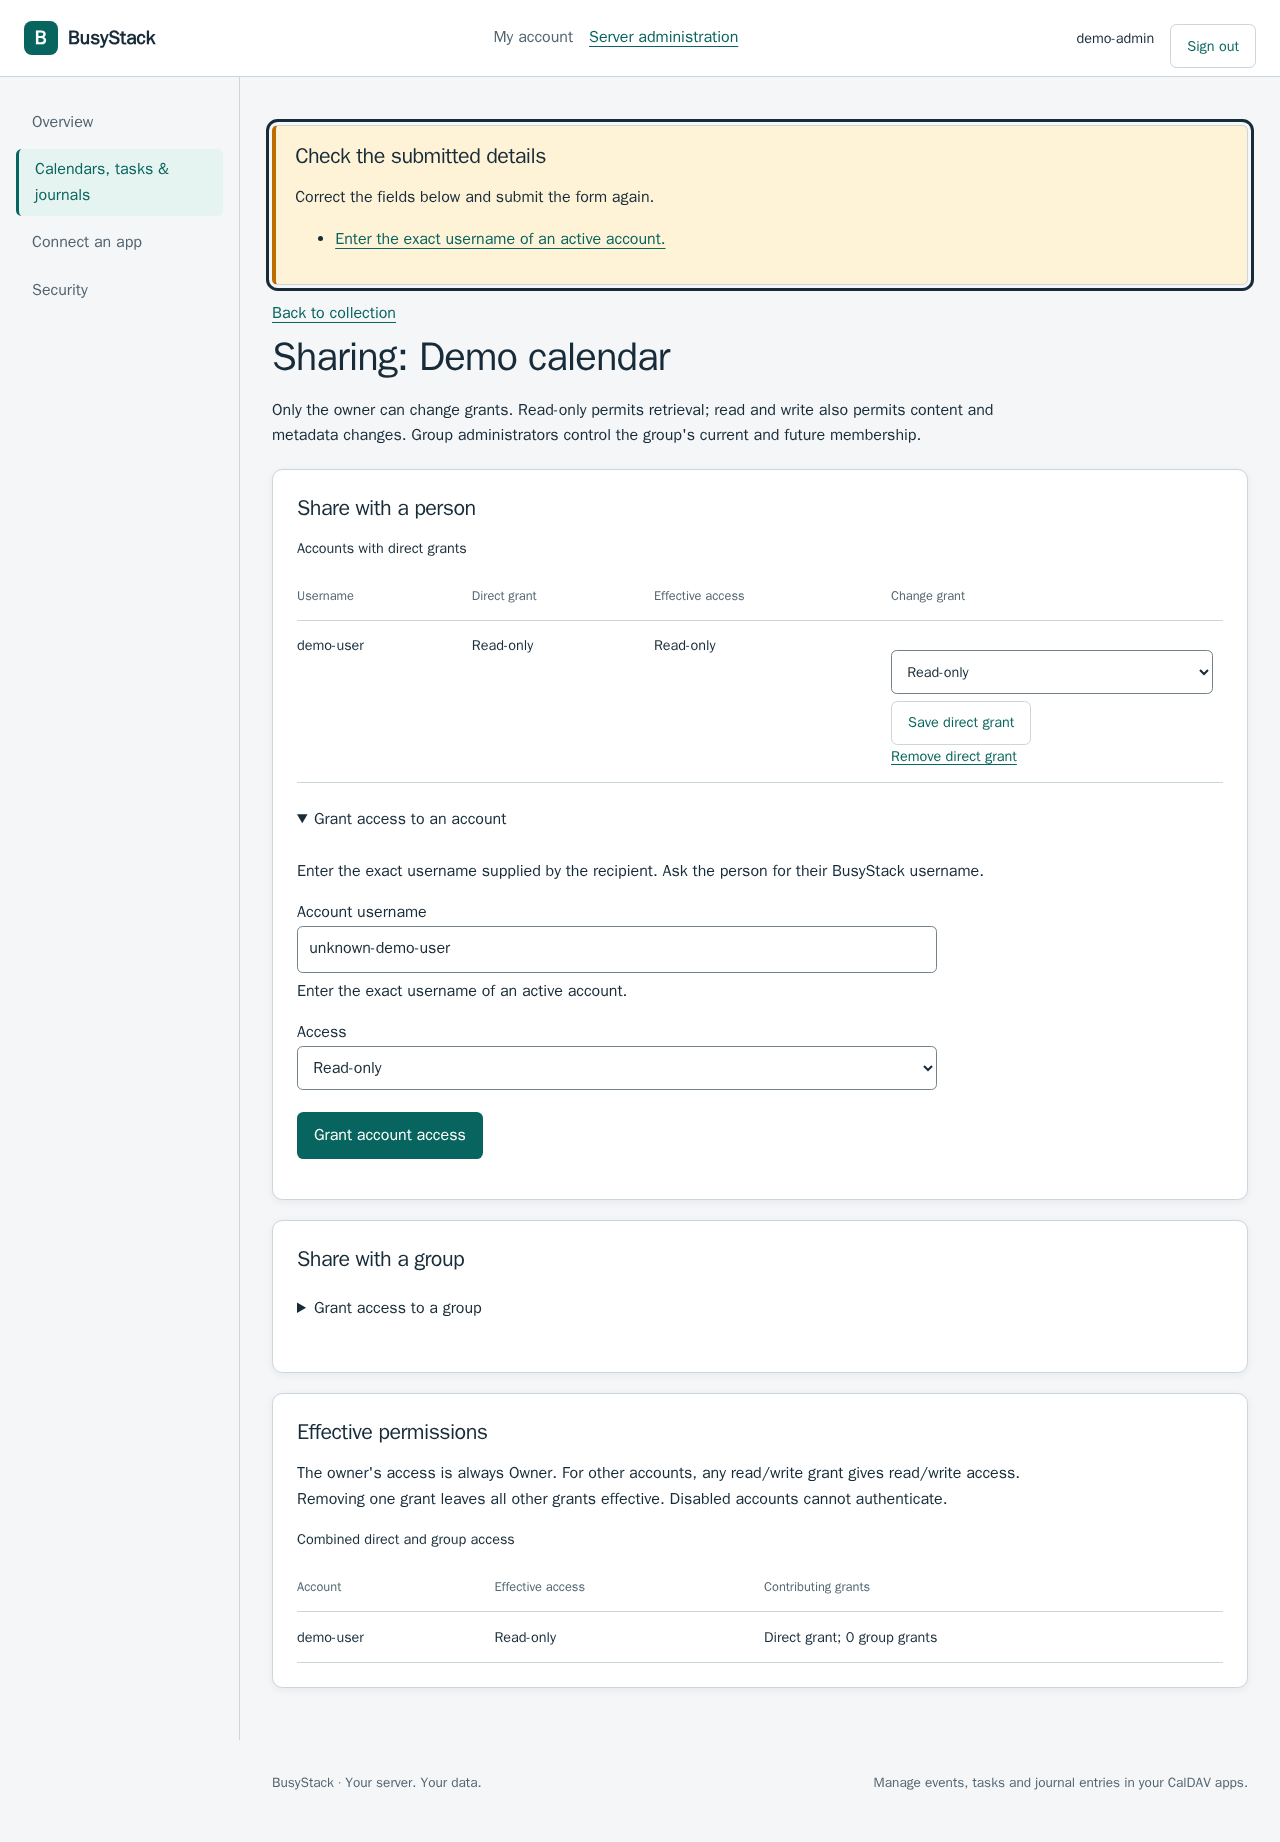 B BusyStack
My account Server administration
demo-admin Sign out
Overview
Calendars, tasks &
journals
Connect an app
Security
Check the submitted details
Correct the fields below and submit the form again.
• Enter the exact username of an active account.
Back to collection
Sharing: Demo calendar
Only the owner can change grants. Read-only permits retrieval; read and write also permits content and
metadata changes. Group administrators control the group's current and future membership.
Share with a person
Accounts with direct grants
Username Direct grant Effective access Change grant
demo-user Read-only Read-only
Read-only
Save direct grant
Remove direct grant
Grant access to an account
Enter the exact username supplied by the recipient. Ask the person for their BusyStack username.
Account username
unknown-demo-user
Enter the exact username of an active account.
Access
Read-only
Grant account access
Share with a group
Grant access to a group
Effective permissions
The owner's access is always Owner. For other accounts, any read/write grant gives read/write access.
Removing one grant leaves all other grants effective. Disabled accounts cannot authenticate.
Combined direct and group access
Account Effective access Contributing grants
demo-user Read-only Direct grant; 0 group grants
BusyStack · Your server. Your data.
Manage events, tasks and journal entries in your CalDAV apps.